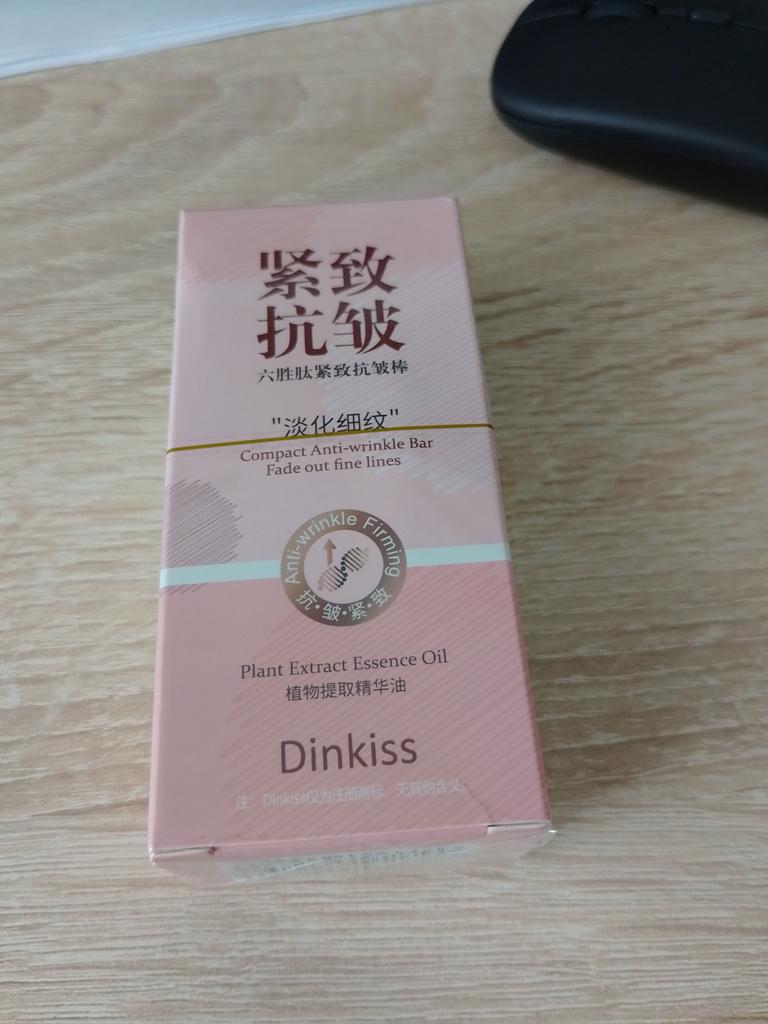 紧致
抗皱
六胜肽紧致抗皱棒
"淡化细纹"
Compact Anti-wrinkle Bar
Fade out fine lines
Anti-wrinkle Firming
抗·皱·紧·致
Plant Extract Essence Oil
植物提取精华油
Dinkiss
注：Dinkiss仅为注册商标，无其他含义。